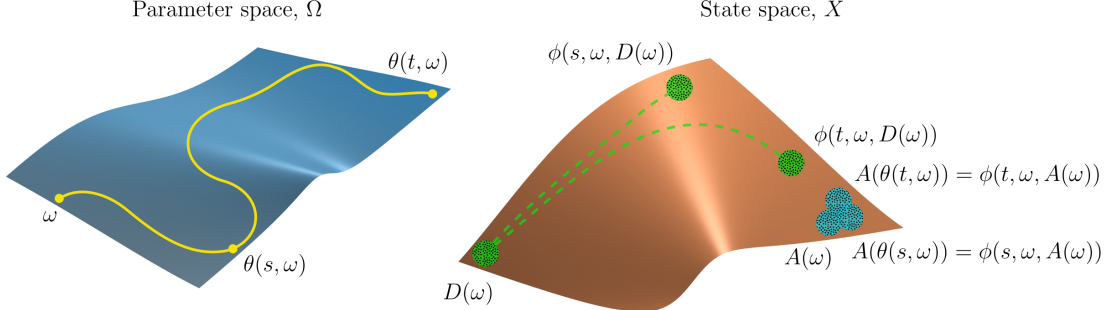 Parameter space, Ω
θ(t, ω)
ω
θ(s, ω)
State space, X
ϕ(s, ω, D(ω))
ϕ(t, ω, D(ω))
A(θ(t, ω)) = ϕ(t, ω, A(ω))
A(ω)
A(θ(s, ω)) = ϕ(s, ω, A(ω))
D(ω)